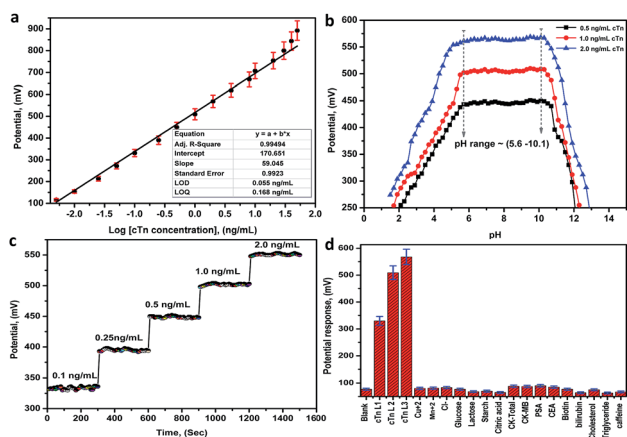 a
Potential, (mV)
900
800
700
600
500
400
300
200
100
-2.0
-1.5
-1.0
-0.5
0.0
0.5
1.0
1.5
2.0
Log [cTn concentration], (ng/mL)
Equation y = a + b*x
Adj. R-Square 0.99494
Intercept 170.651
Slope 59.045
Standard Error 0.9923
LOD 0.055 ng/mL
LOQ 0.168 ng/mL
b
Potential, (mV)
600
550
500
450
400
350
300
250
0
2
4
6
8
10
12
14
pH
0.5 ng/mL cTn
1.0 ng/mL cTn
2.0 ng/mL cTn
pH range ~ (5.6 -10.1)
c
Potential, (mV)
550
500
450
400
350
300
0
200
400
600
800
1000
1200
1400
1600
Time, (Sec)
0.1 ng/mL
0.25ng/mL
0.5 ng/mL
1.0 ng/mL
2.0 ng/mL
d
Potential response, (mV)
600
500
400
300
200
100
Blank
cTn L1
cTn L 2
cTn L3
Cu+2
Mn+2
Cl-
Glucose
Lactose
Starch
Citric acid
CK-Total
CK-MB
PSA
CEA
Biotin
bilirubin
Cholesterol
Triglyceride
caffeine